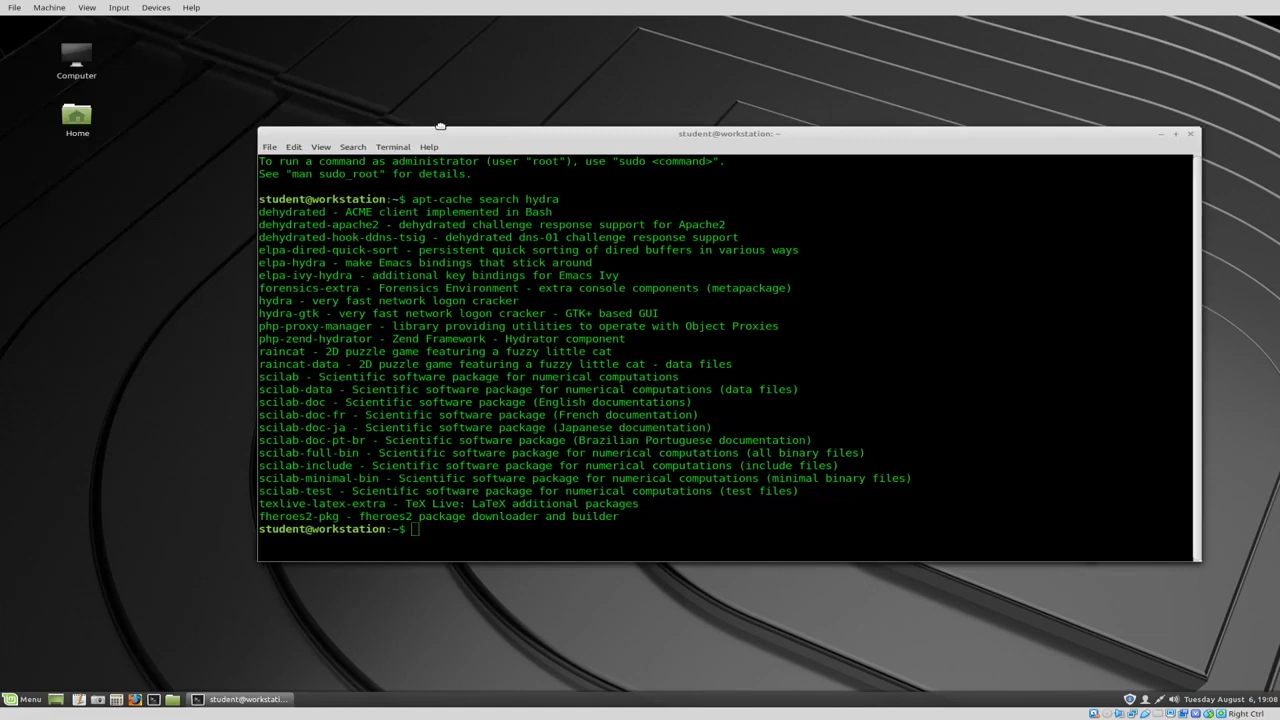 File Machine View Input Devices Help
Computer
Home
student@workstation: ~
File Edit View Search Terminal Help
To run a command as administrator (user "root"), use "sudo <command>".
See "man sudo_root" for details.
student@workstation:~$ apt-cache search hydra
dehydrated - ACME client implemented in Bash
dehydrated-apache2 - dehydrated challenge response support for Apache2
dehydrated-hook-ddns-tsig - dehydrated dns-01 challenge response support
elpa-dired-quick-sort - persistent quick sorting of dired buffers in various ways
elpa-hydra - make Emacs bindings that stick around
elpa-ivy-hydra - additional key bindings for Emacs Ivy
forensics-extra - Forensics Environment - extra console components (metapackage)
hydra - very fast network logon cracker
hydra-gtk - very fast network logon cracker - GTK+ based GUI
php-proxy-manager - library providing utilities to operate with Object Proxies
php-zend-hydrator - Zend Framework - Hydrator component
raincat - 2D puzzle game featuring a fuzzy little cat
raincat-data - 2D puzzle game featuring a fuzzy little cat - data files
scilab - Scientific software package for numerical computations
scilab-data - Scientific software package for numerical computations (data files)
scilab-doc - Scientific software package (English documentations)
scilab-doc-fr - Scientific software package (French documentation)
scilab-doc-ja - Scientific software package (Japanese documentation)
scilab-doc-pt-br - Scientific software package (Brazilian Portuguese documentation)
scilab-full-bin - Scientific software package for numerical computations (all binary files)
scilab-include - Scientific software package for numerical computations (include files)
scilab-minimal-bin - Scientific software package for numerical computations (minimal binary files)
scilab-test - Scientific software package for numerical computations (test files)
texlive-latex-extra - TeX Live: LaTeX additional packages
fheroes2-pkg - fheroes2 package downloader and builder
student@workstation:~$
Menu student@workstati... Tuesday August 6, 19:08
Right Ctrl